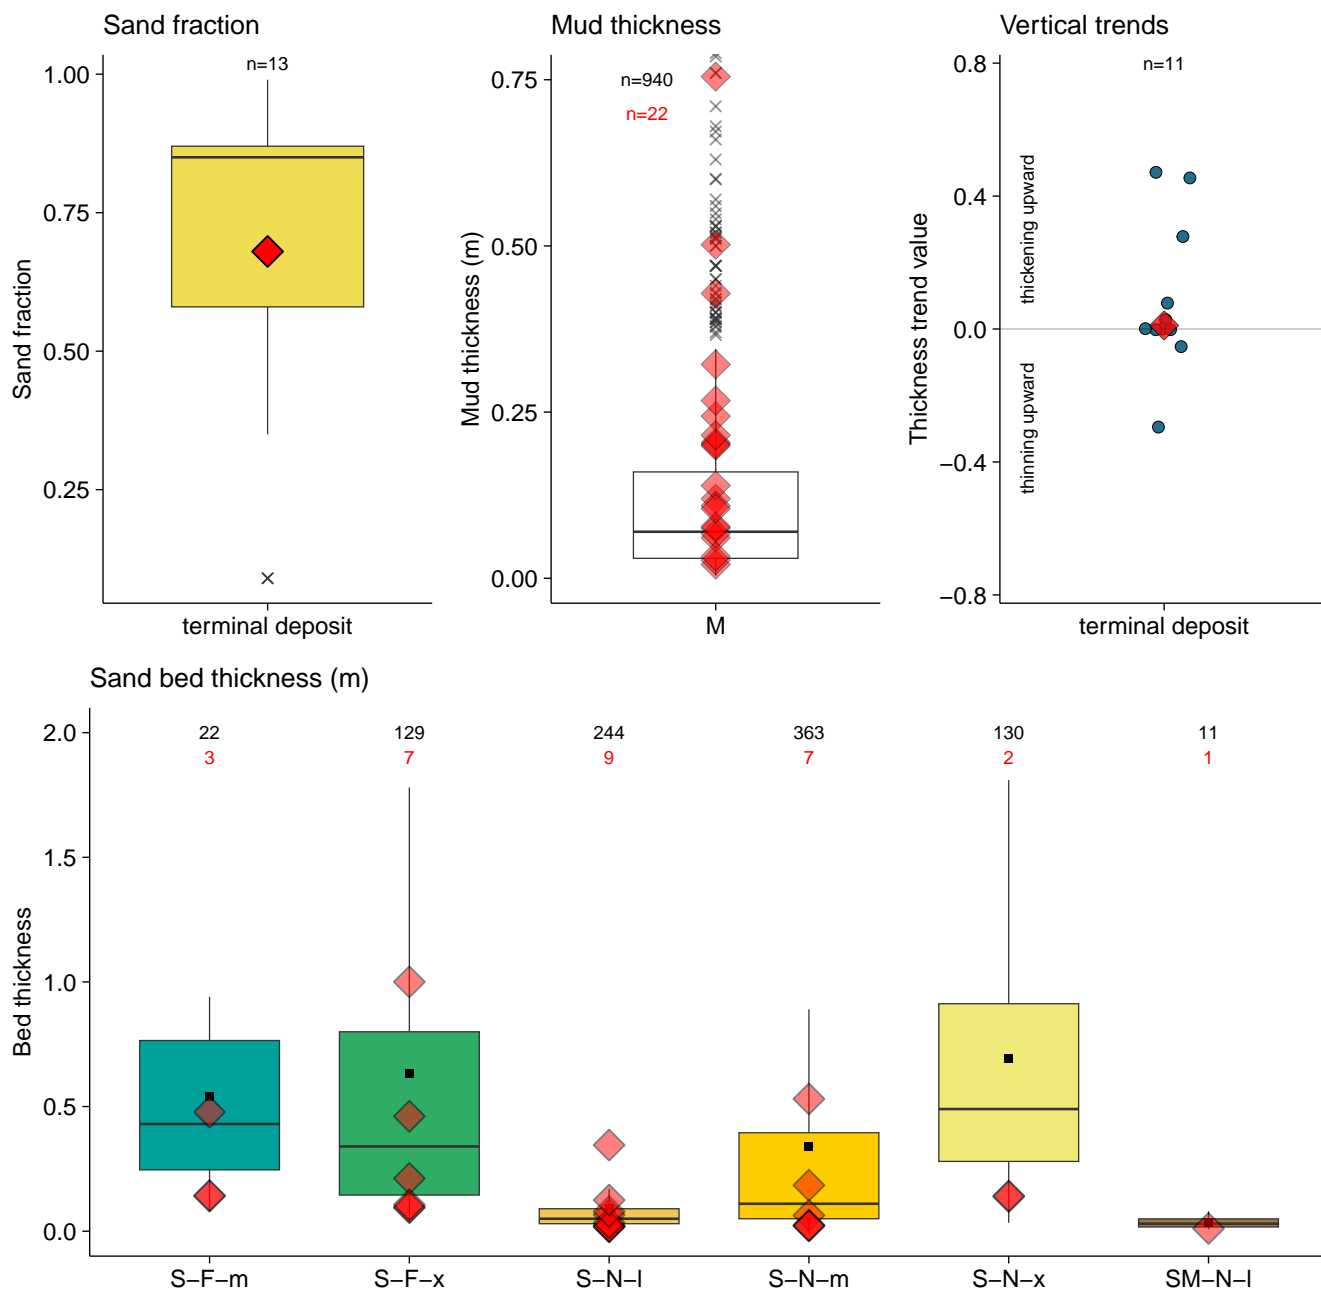 Sand fraction
n=13
1.00
0.75
0.50
0.25
Sand fraction
terminal deposit
Mud thickness
n=940
n=22
0.75
0.50
0.25
0.00
Mud thickness (m)
M
Vertical trends
n=11
0.8
0.4
0.0
−0.4
−0.8
Thickness trend value
thickening upward
thinning upward
terminal deposit
Sand bed thickness (m)
22 129 244 363 130 11
3 7 9 7 2 1
2.0
1.5
1.0
0.5
0.0
Bed thickness
S−F−m S−F−x S−N−l S−N−m S−N−x SM−N−l